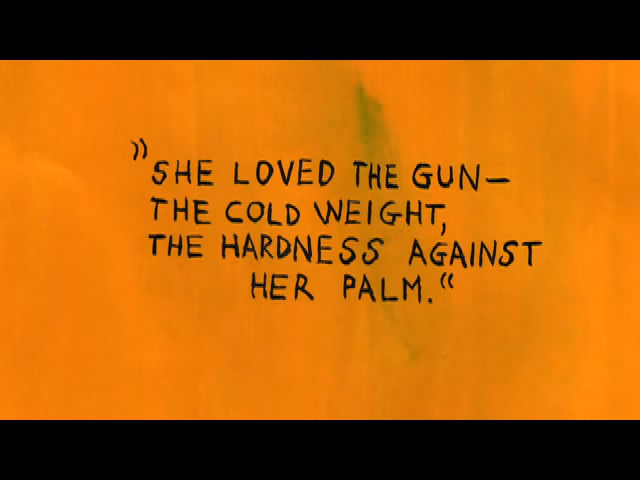 »SHE LOVED THE GUN—
THE COLD WEIGHT,
THE HARDNESS AGAINST
HER PALM.«